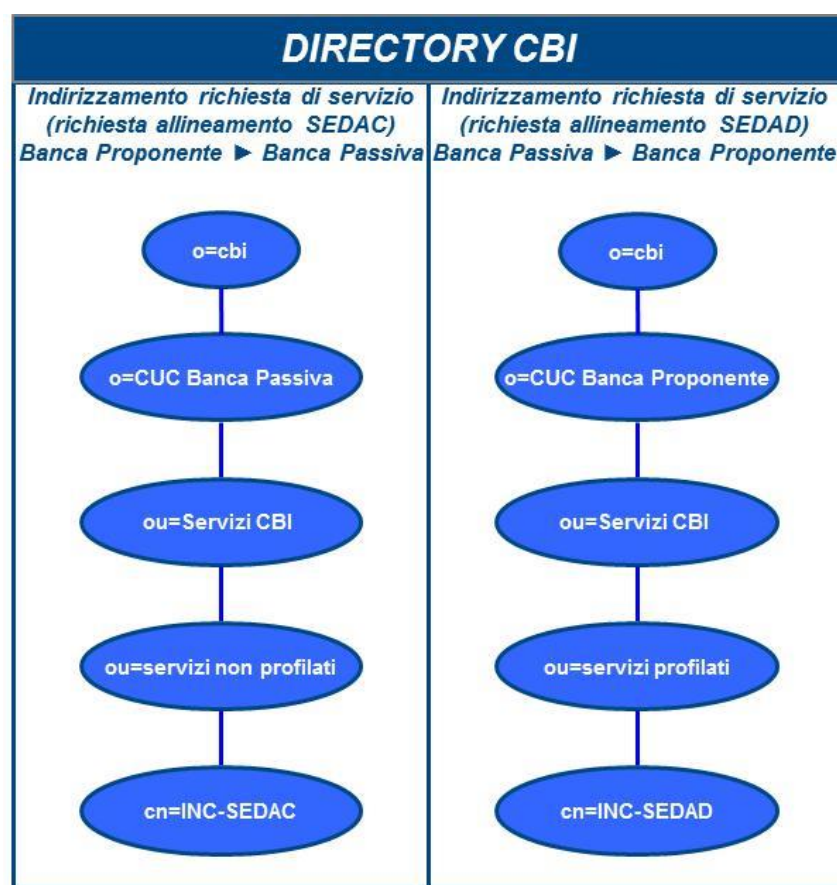 DIRECTORY CBI
Indirizzamento richiesta di servizio
(richiesta allineamento SEDAC)
Banca Proponente ► Banca Passiva
o=cbi
o=CUC Banca Passiva
ou=Servizi CBI
ou=servizi non profilati
cn=INC-SEDAC
Indirizzamento richiesta di servizio
(richiesta allineamento SEDAD)
Banca Passiva ► Banca Proponente
o=cbi
o=CUC Banca Proponente
ou=Servizi CBI
ou=servizi profilati
cn=INC-SEDAD